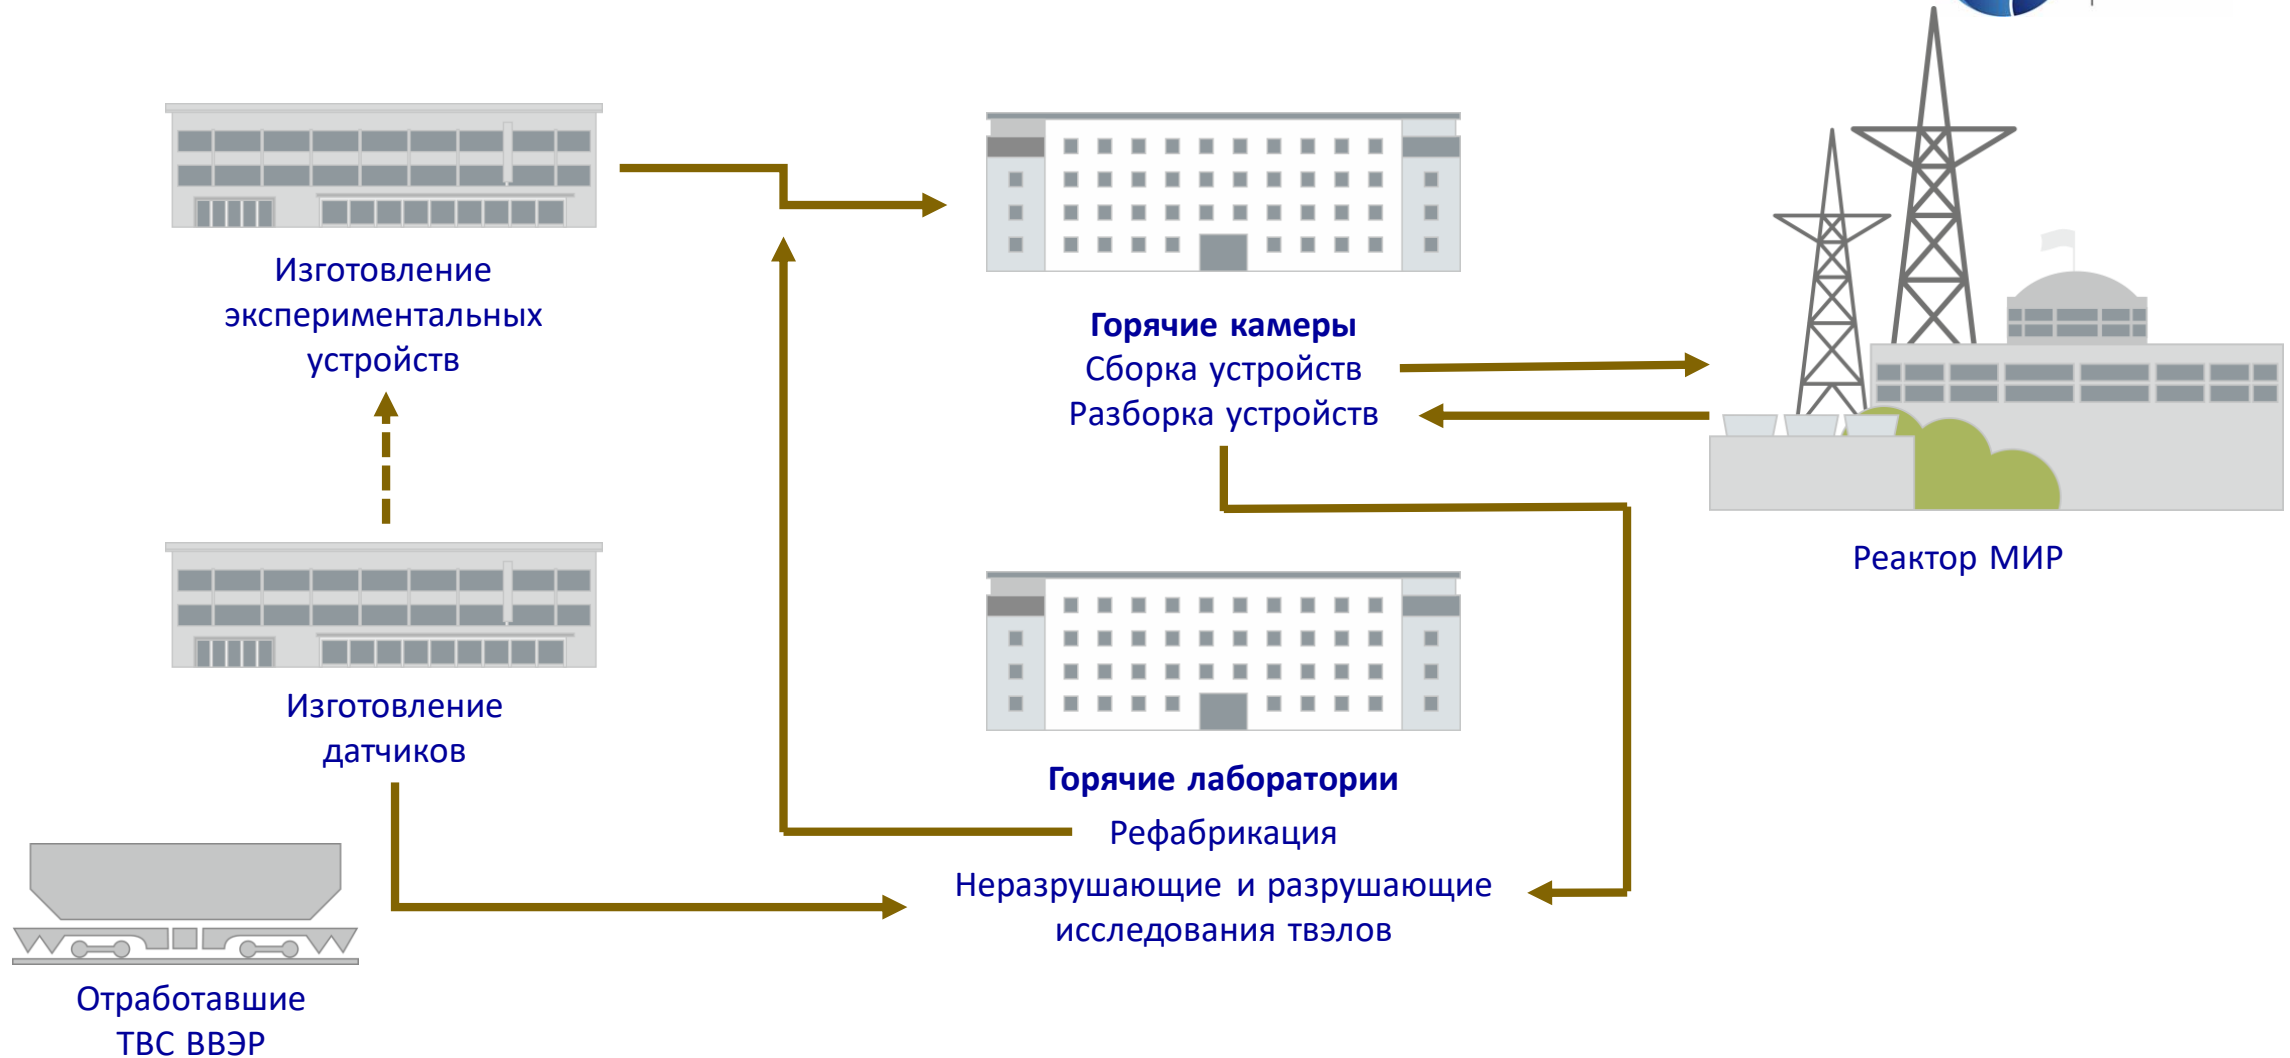 Изготовление
экспериментальных
устройств
Горячие камеры
Сборка устройств
Разборка устройств
Реактор МИР
Изготовление
датчиков
Горячие лаборатории
Рефабрикация
Неразрушающие и разрушающие
исследования твэлов
Отработавшие
ТВС ВВЭР